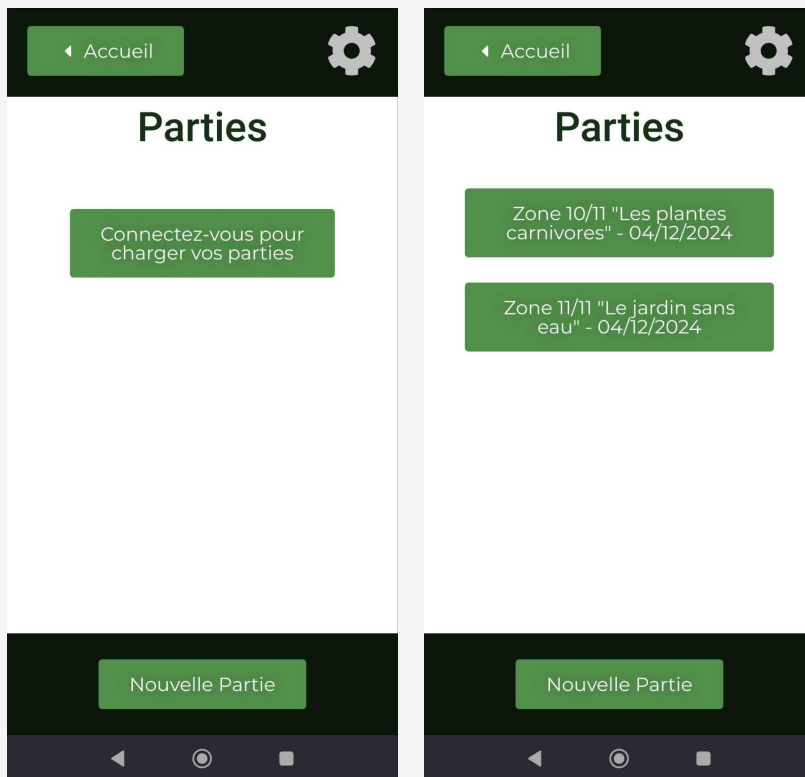 Accueil
Parties
Connectez-vous pour
charger vos parties
Nouvelle Partie
Accueil
Parties
Zone 10/11 "Les plantes
carnivores" - 04/12/2024
Zone 11/11 "Le jardin sans
eau" - 04/12/2024
Nouvelle Partie